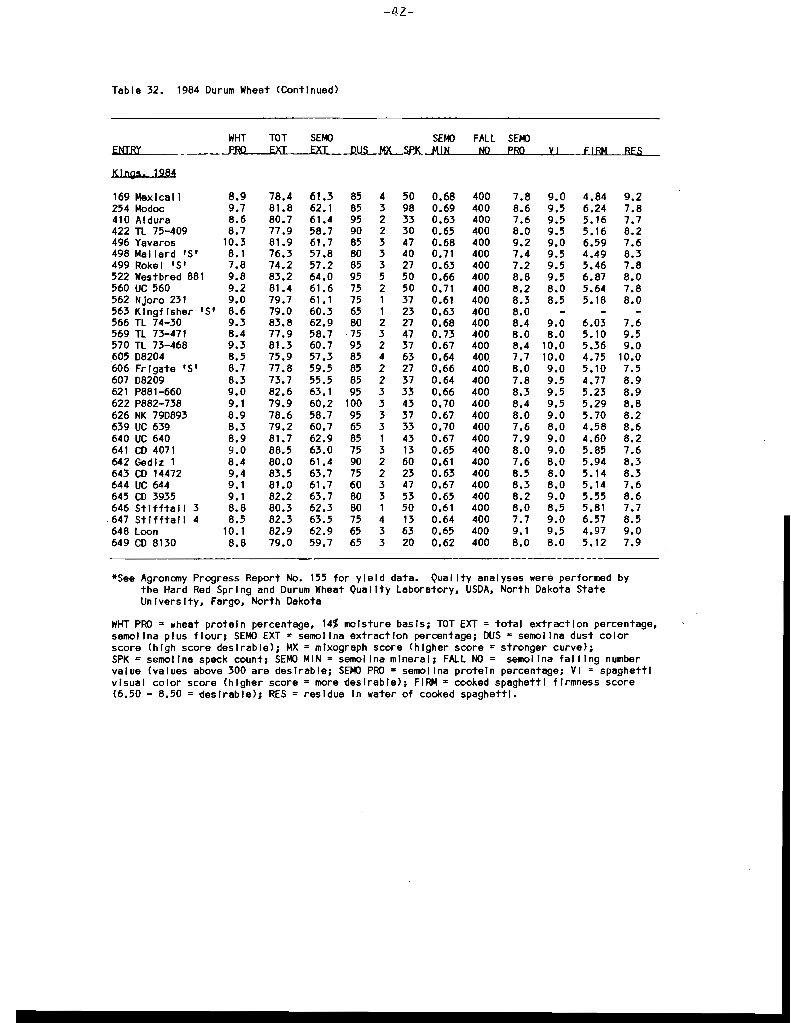 -42-
Table 32. 1984 Durum Wheat (Continued)
WHT TOT SEMO SEMO FALL SEMO
ENTRY PRO EXT EXT DUS MX SPK MIN NO PRO VI FIRM RES
Kings, 1984
169 Mexicali 8.9 78.4 61.3 85 4 50 0.68 400 7.8 9.0 4.84 9.2
254 Modoc 9.7 81.8 62.1 85 3 98 0.69 400 8.6 9.5 6.24 7.8
410 Aldura 8.6 80.7 61.4 95 2 33 0.63 400 7.6 9.5 5.16 7.7
422 TL 75-409 8.7 77.9 58.7 90 2 30 0.65 400 8.0 9.5 5.16 8.2
496 Yavaros 10.3 81.9 61.7 85 3 47 0.68 400 9.2 9.0 6.59 7.6
498 Mallard 'S' 8.1 76.3 57.8 80 3 40 0.71 400 7.4 9.5 4.49 8.3
499 Rokel 'S' 7.8 74.2 57.2 85 3 27 0.63 400 7.2 9.5 5.46 7.8
522 Westbred 881 9.8 83.2 64.0 95 5 50 0.66 400 8.8 9.5 6.87 8.0
560 UC 560 9.2 81.4 61.6 75 2 50 0.71 400 8.2 8.0 5.64 7.8
562 Njoro 231 9.0 79.7 61.1 75 1 37 0.61 400 8.3 8.5 5.18 8.0
563 Kingfisher 'S' 8.6 79.0 60.3 65 1 23 0.63 400 8.0 - - -
566 TL 74-30 9.3 83.8 62.9 80 2 27 0.68 400 8.4 9.0 6.03 7.6
569 TL 73-471 8.4 77.9 58.7 75 3 47 0.73 400 8.0 8.0 5.10 9.5
570 TL 73-468 9.3 81.3 60.7 95 2 37 0.67 400 8.4 10.0 5.36 9.0
605 D8204 8.5 75.9 57.3 85 4 63 0.64 400 7.7 10.0 4.75 10.0
606 Frigate 'S' 8.7 77.8 59.5 85 2 27 0.66 400 8.0 9.0 5.10 7.5
607 D8209 8.3 73.7 55.5 85 2 37 0.64 400 7.8 9.5 4.77 8.9
621 P881-660 9.0 82.6 63.1 95 3 33 0.66 400 8.3 9.5 5.23 8.9
622 P882-738 9.1 79.9 60.2 100 3 43 0.70 400 8.4 9.5 5.29 8.8
626 NK 79D893 8.9 78.6 58.7 95 3 37 0.67 400 8.0 9.0 5.70 8.2
639 UC 639 8.3 79.2 60.7 65 3 33 0.70 400 7.6 8.0 4.58 8.6
640 UC 640 8.9 81.7 62.9 85 1 43 0.67 400 7.9 9.0 4.60 8.2
641 CD 4071 9.0 88.5 63.0 75 3 13 0.65 400 8.0 9.0 5.85 7.6
642 Gediz 1 8.4 80.0 61.4 90 2 60 0.61 400 7.6 8.0 5.94 8.3
643 CD 14472 9.4 83.5 63.7 75 2 23 0.63 400 8.5 8.0 5.14 8.3
644 UC 644 9.1 81.0 61.7 60 3 47 0.67 400 8.3 8.0 5.14 7.6
645 CD 3935 9.1 82.2 63.7 80 3 53 0.65 400 8.2 9.0 5.55 8.6
646 Stifftail 3 8.8 80.3 62.3 80 1 50 0.61 400 8.0 8.5 5.81 7.7
647 Stifftail 4 8.5 82.3 63.5 75 4 13 0.64 400 7.7 9.0 6.57 8.5
648 Loon 10.1 82.9 62.9 65 3 63 0.65 400 9.1 9.5 4.97 9.0
649 CD 8130 8.8 79.0 59.7 65 3 20 0.62 400 8.0 8.0 5.12 7.9
*See Agronomy Progress Report No. 155 for yield data. Quality analyses were performed by
the Hard Red Spring and Durum Wheat Quality Laboratory, USDA, North Dakota State
University, Fargo, North Dakota
WHT PRO = wheat protein percentage, 14% moisture basis; TOT EXT = total extraction percentage,
semolina plus flour; SEMO EXT = semolina extraction percentage; DUS = semolina dust color
score (high score desirable); MX = mixograph score (higher score = stronger curve);
SPK = semolina speck count; SEMO MIN = semolina mineral; FALL NO = semolina falling number
value (values above 300 are desirable; SEMO PRO = semolina protein percentage; VI = spaghetti
visual color score (higher score = more desirable); FIRM = cooked spaghetti firmness score
(6.50 - 8.50 = desirable); RES = residue in water of cooked spaghetti.